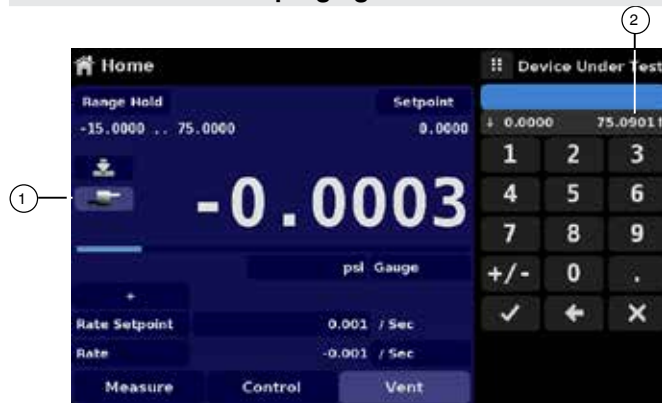 2
Home
Device Under Test
Range Hold
Setpoint
-15.0000 .. 75.0000
0.0000
↓ 0.0000 75.0901↑
1 2 3
1
-0.0003
4 5 6
7 8 9
psi Gauge
+/- 0 .
+
Rate Setpoint 0.001 / Sec
Rate -0.001 / Sec
Measure Control Vent